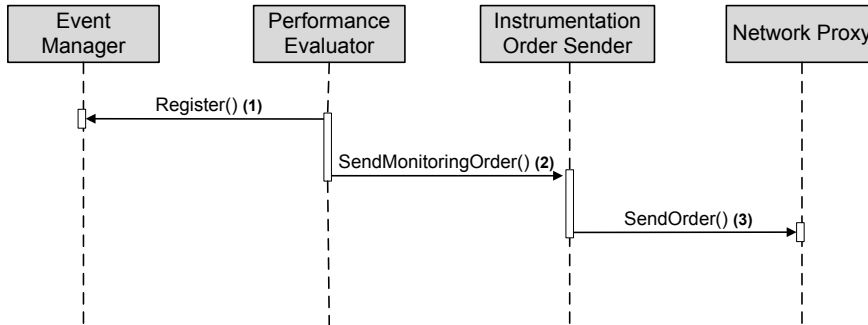 Event
Manager
Performance
Evaluator
Instrumentation
Order Sender
Network Proxy
Register() (1)
SendMonitoringOrder() (2)
SendOrder() (3)